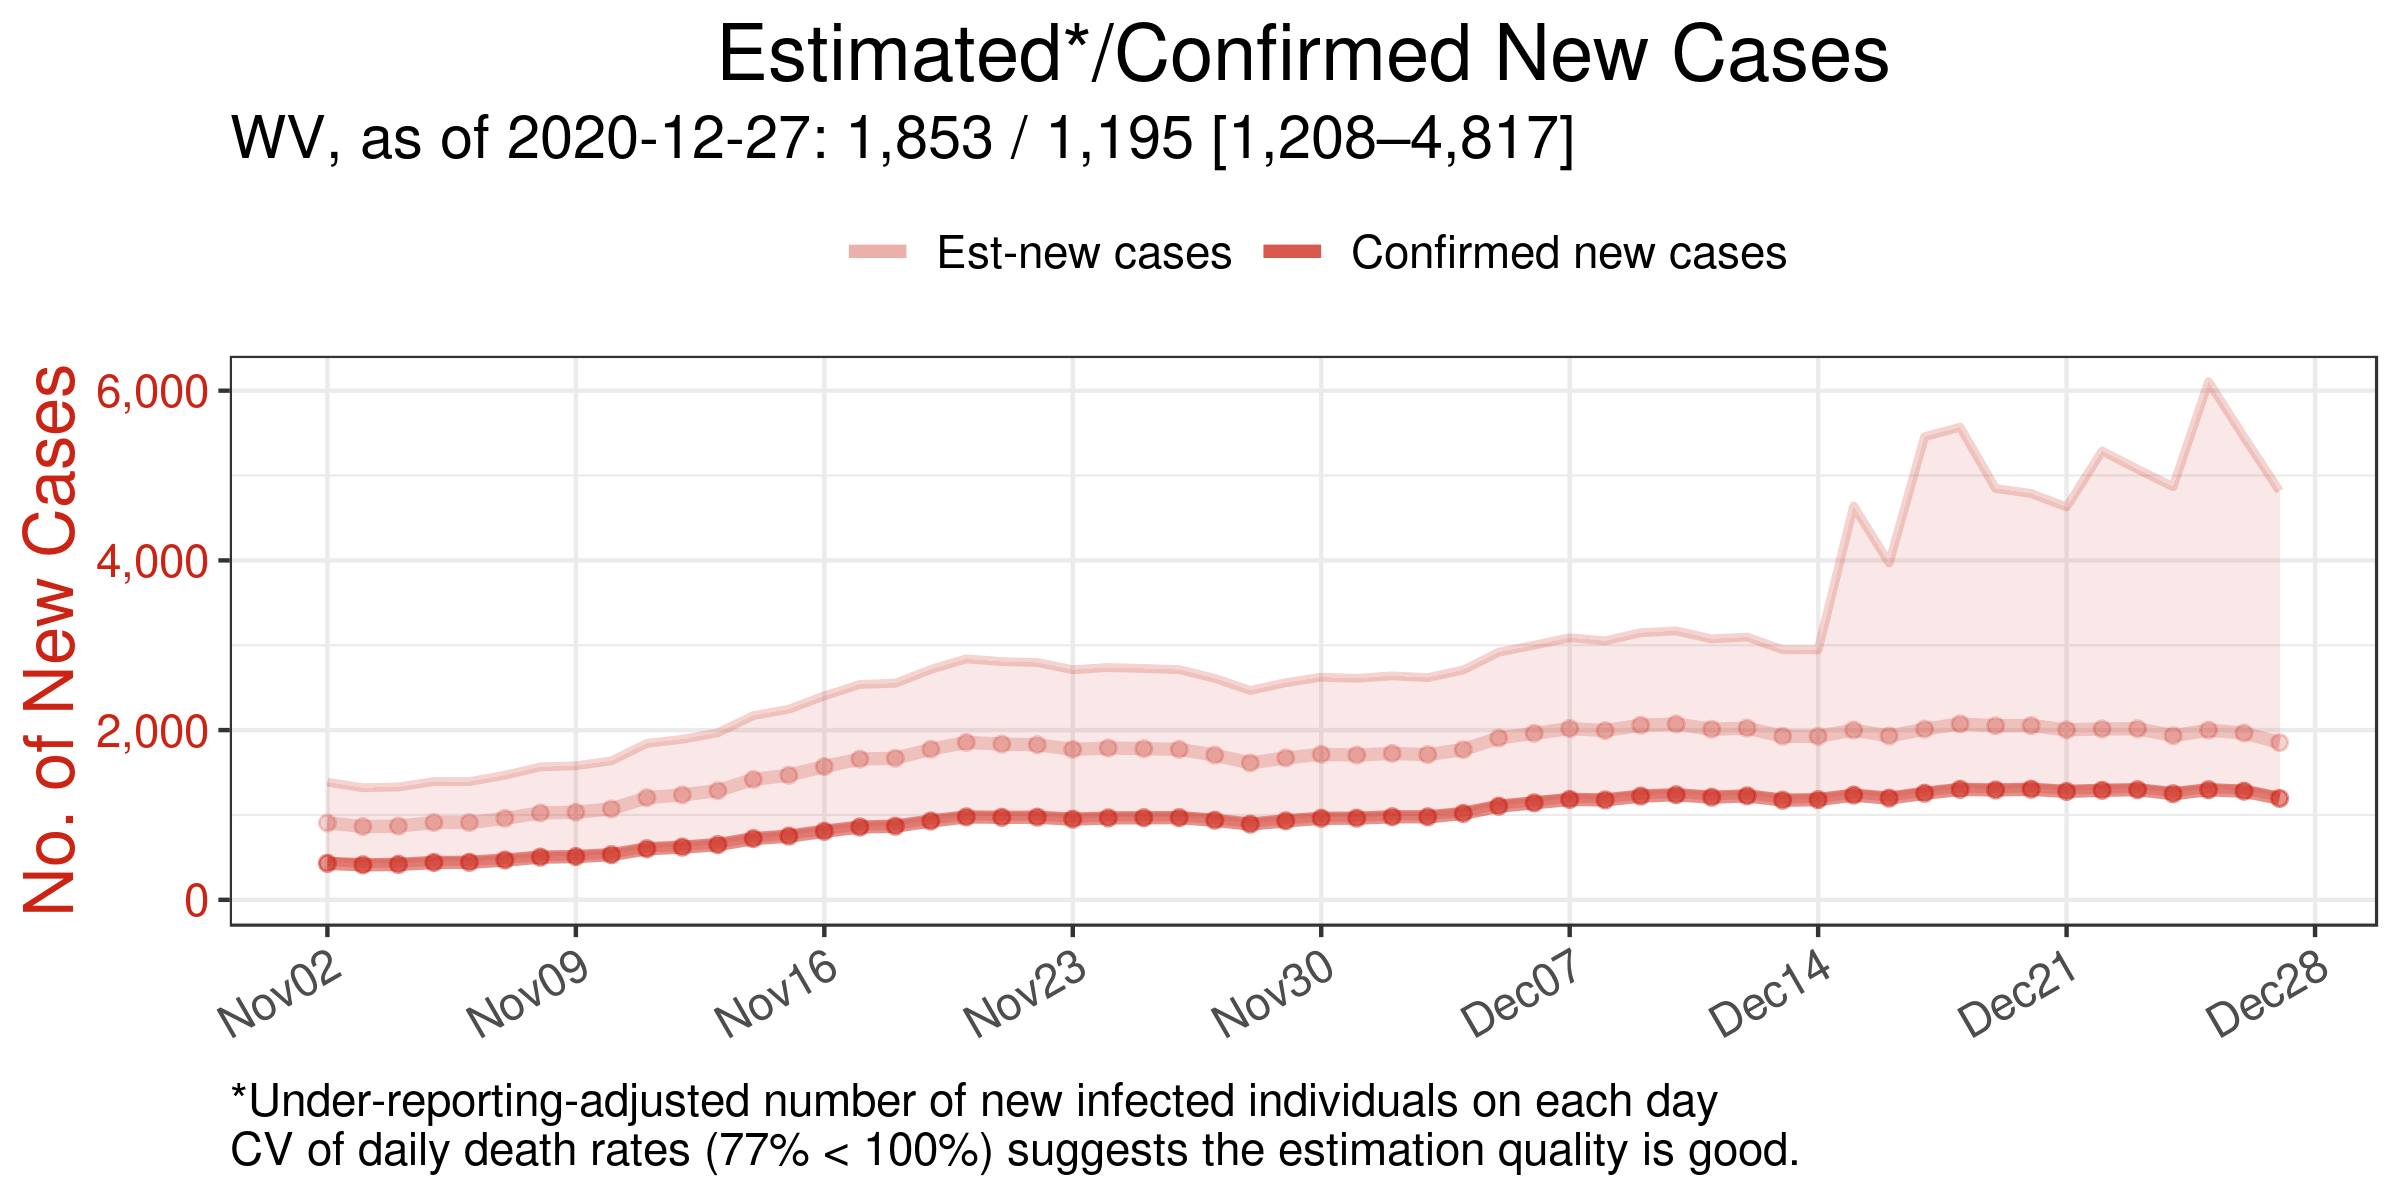 Estimated*/Confirmed New Cases
WV, as of 2020-12-27: 1,853 / 1,195 [1,208–4,817]
Est-new cases Confirmed new cases
No. of New Cases
6,000
4,000
2,000
0
Nov02 Nov09 Nov16 Nov23 Nov30 Dec07 Dec14 Dec21 Dec28
*Under-reporting-adjusted number of new infected individuals on each day
CV of daily death rates (77% < 100%) suggests the estimation quality is good.